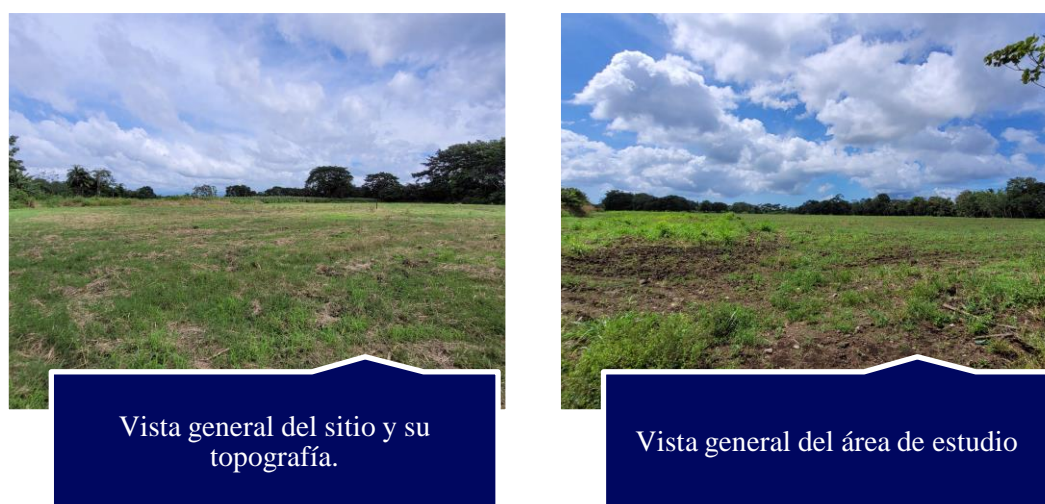 Vista general del sitio y su
topografía.
Vista general del área de estudio